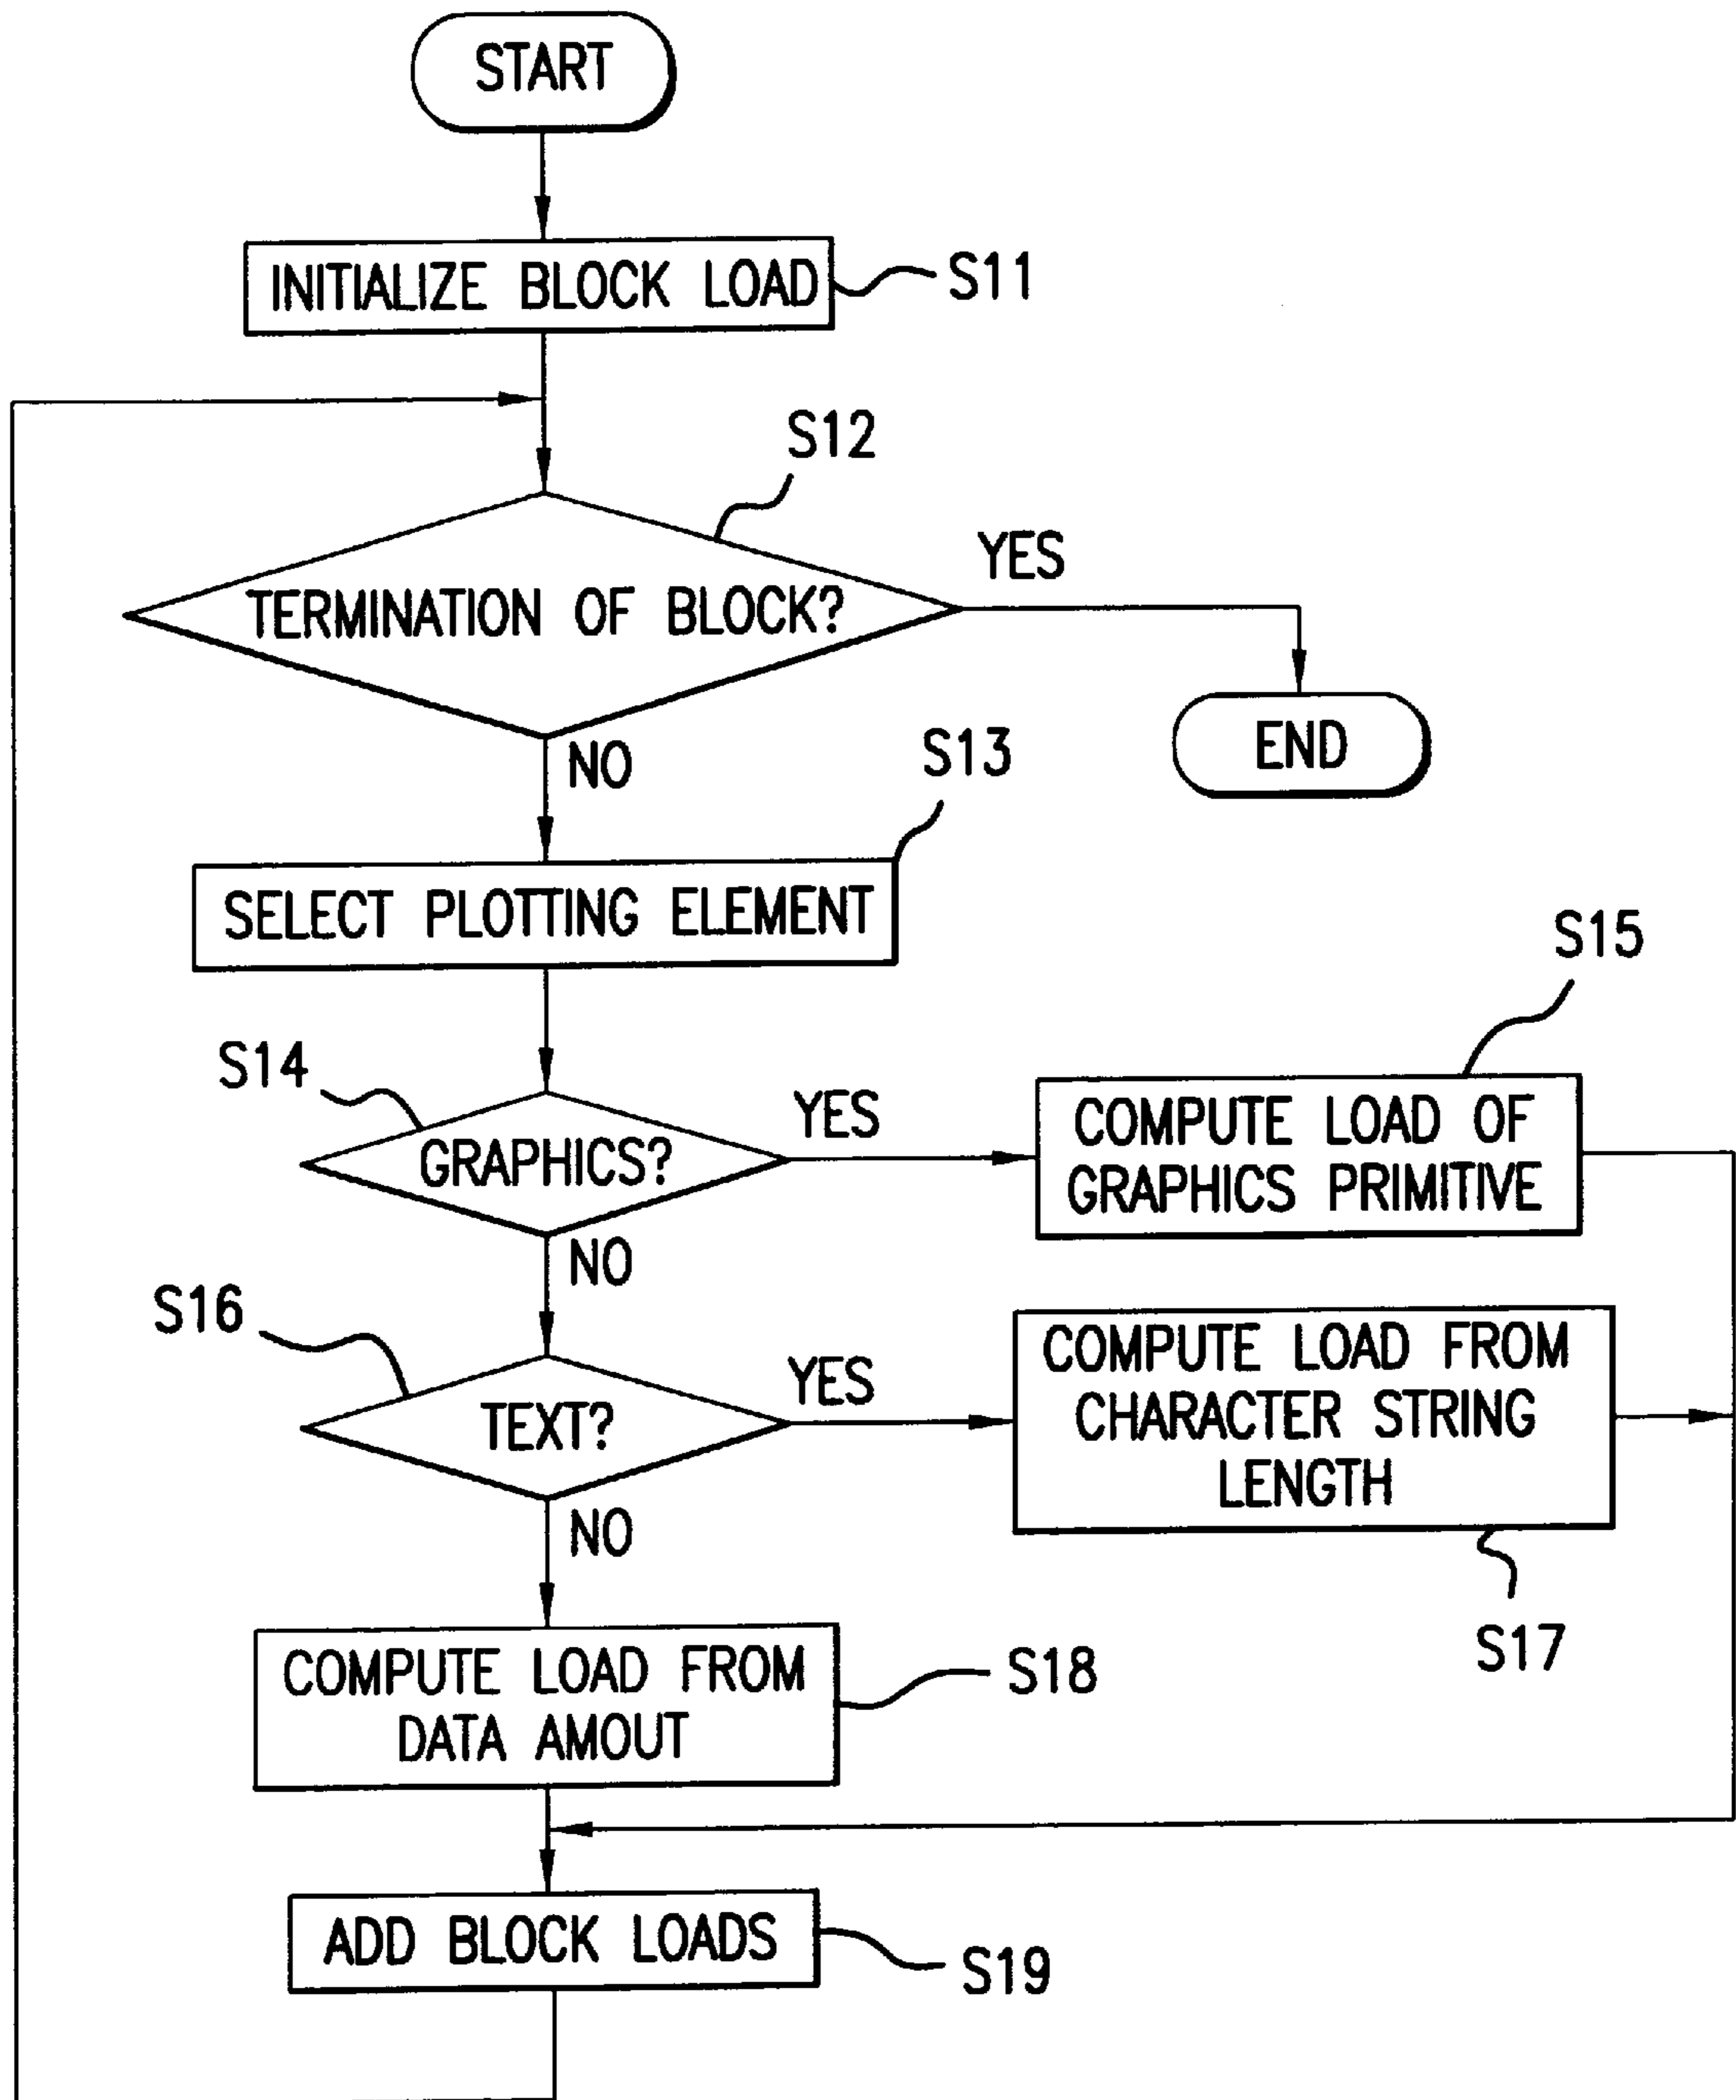 START
INITIALIZE BLOCK LOAD
S11
S12
TERMINATION OF BLOCK?
YES
END
NO
S13
SELECT PLOTTING ELEMENT
S14
GRAPHICS?
YES
S15
COMPUTE LOAD OF
GRAPHICS PRIMITIVE
NO
S16
TEXT?
YES
COMPUTE LOAD FROM
CHARACTER STRING
LENGTH
S17
NO
COMPUTE LOAD FROM
DATA AMOUT
S18
ADD BLOCK LOADS
S19